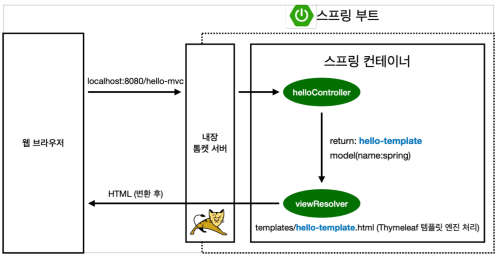 스프링 부트
스프링 컨테이너
localhost:8080/hello-mvc
helloController
웹 브라우저
내장
톰켓 서버
return: hello-template
model(name:spring)
HTML (변환 후)
viewResolver
templates/hello-template.html (Thymeleaf 템플릿 엔진 처리)